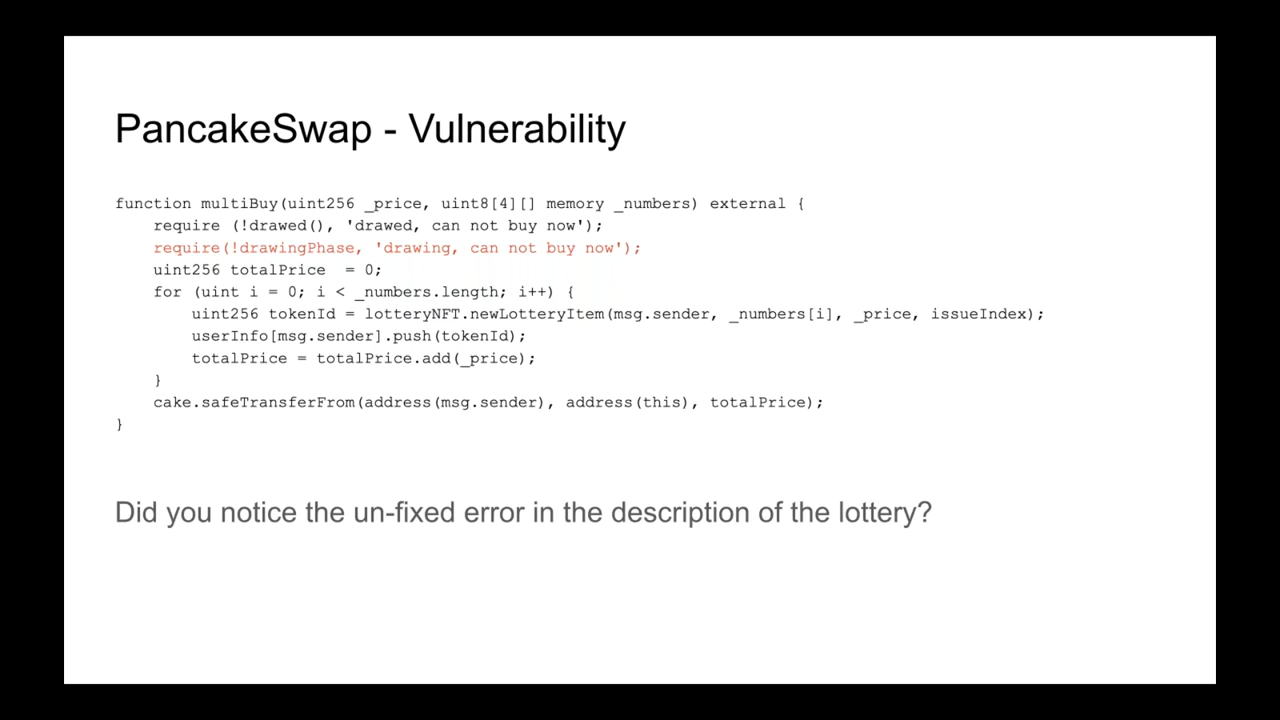 PancakeSwap - Vulnerability
function multiBuy(uint256 _price, uint8[4][] memory _numbers) external {
    require (!drawed(), 'drawed, can not buy now');
    require(!drawingPhase, 'drawing, can not buy now');
    uint256 totalPrice  = 0;
    for (uint i = 0; i < _numbers.length; i++) {
        uint256 tokenId = lotteryNFT.newLotteryItem(msg.sender, _numbers[i], _price, issueIndex);
        userInfo[msg.sender].push(tokenId);
        totalPrice = totalPrice.add(_price);
    }
    cake.safeTransferFrom(address(msg.sender), address(this), totalPrice);
}
Did you notice the un-fixed error in the description of the lottery?